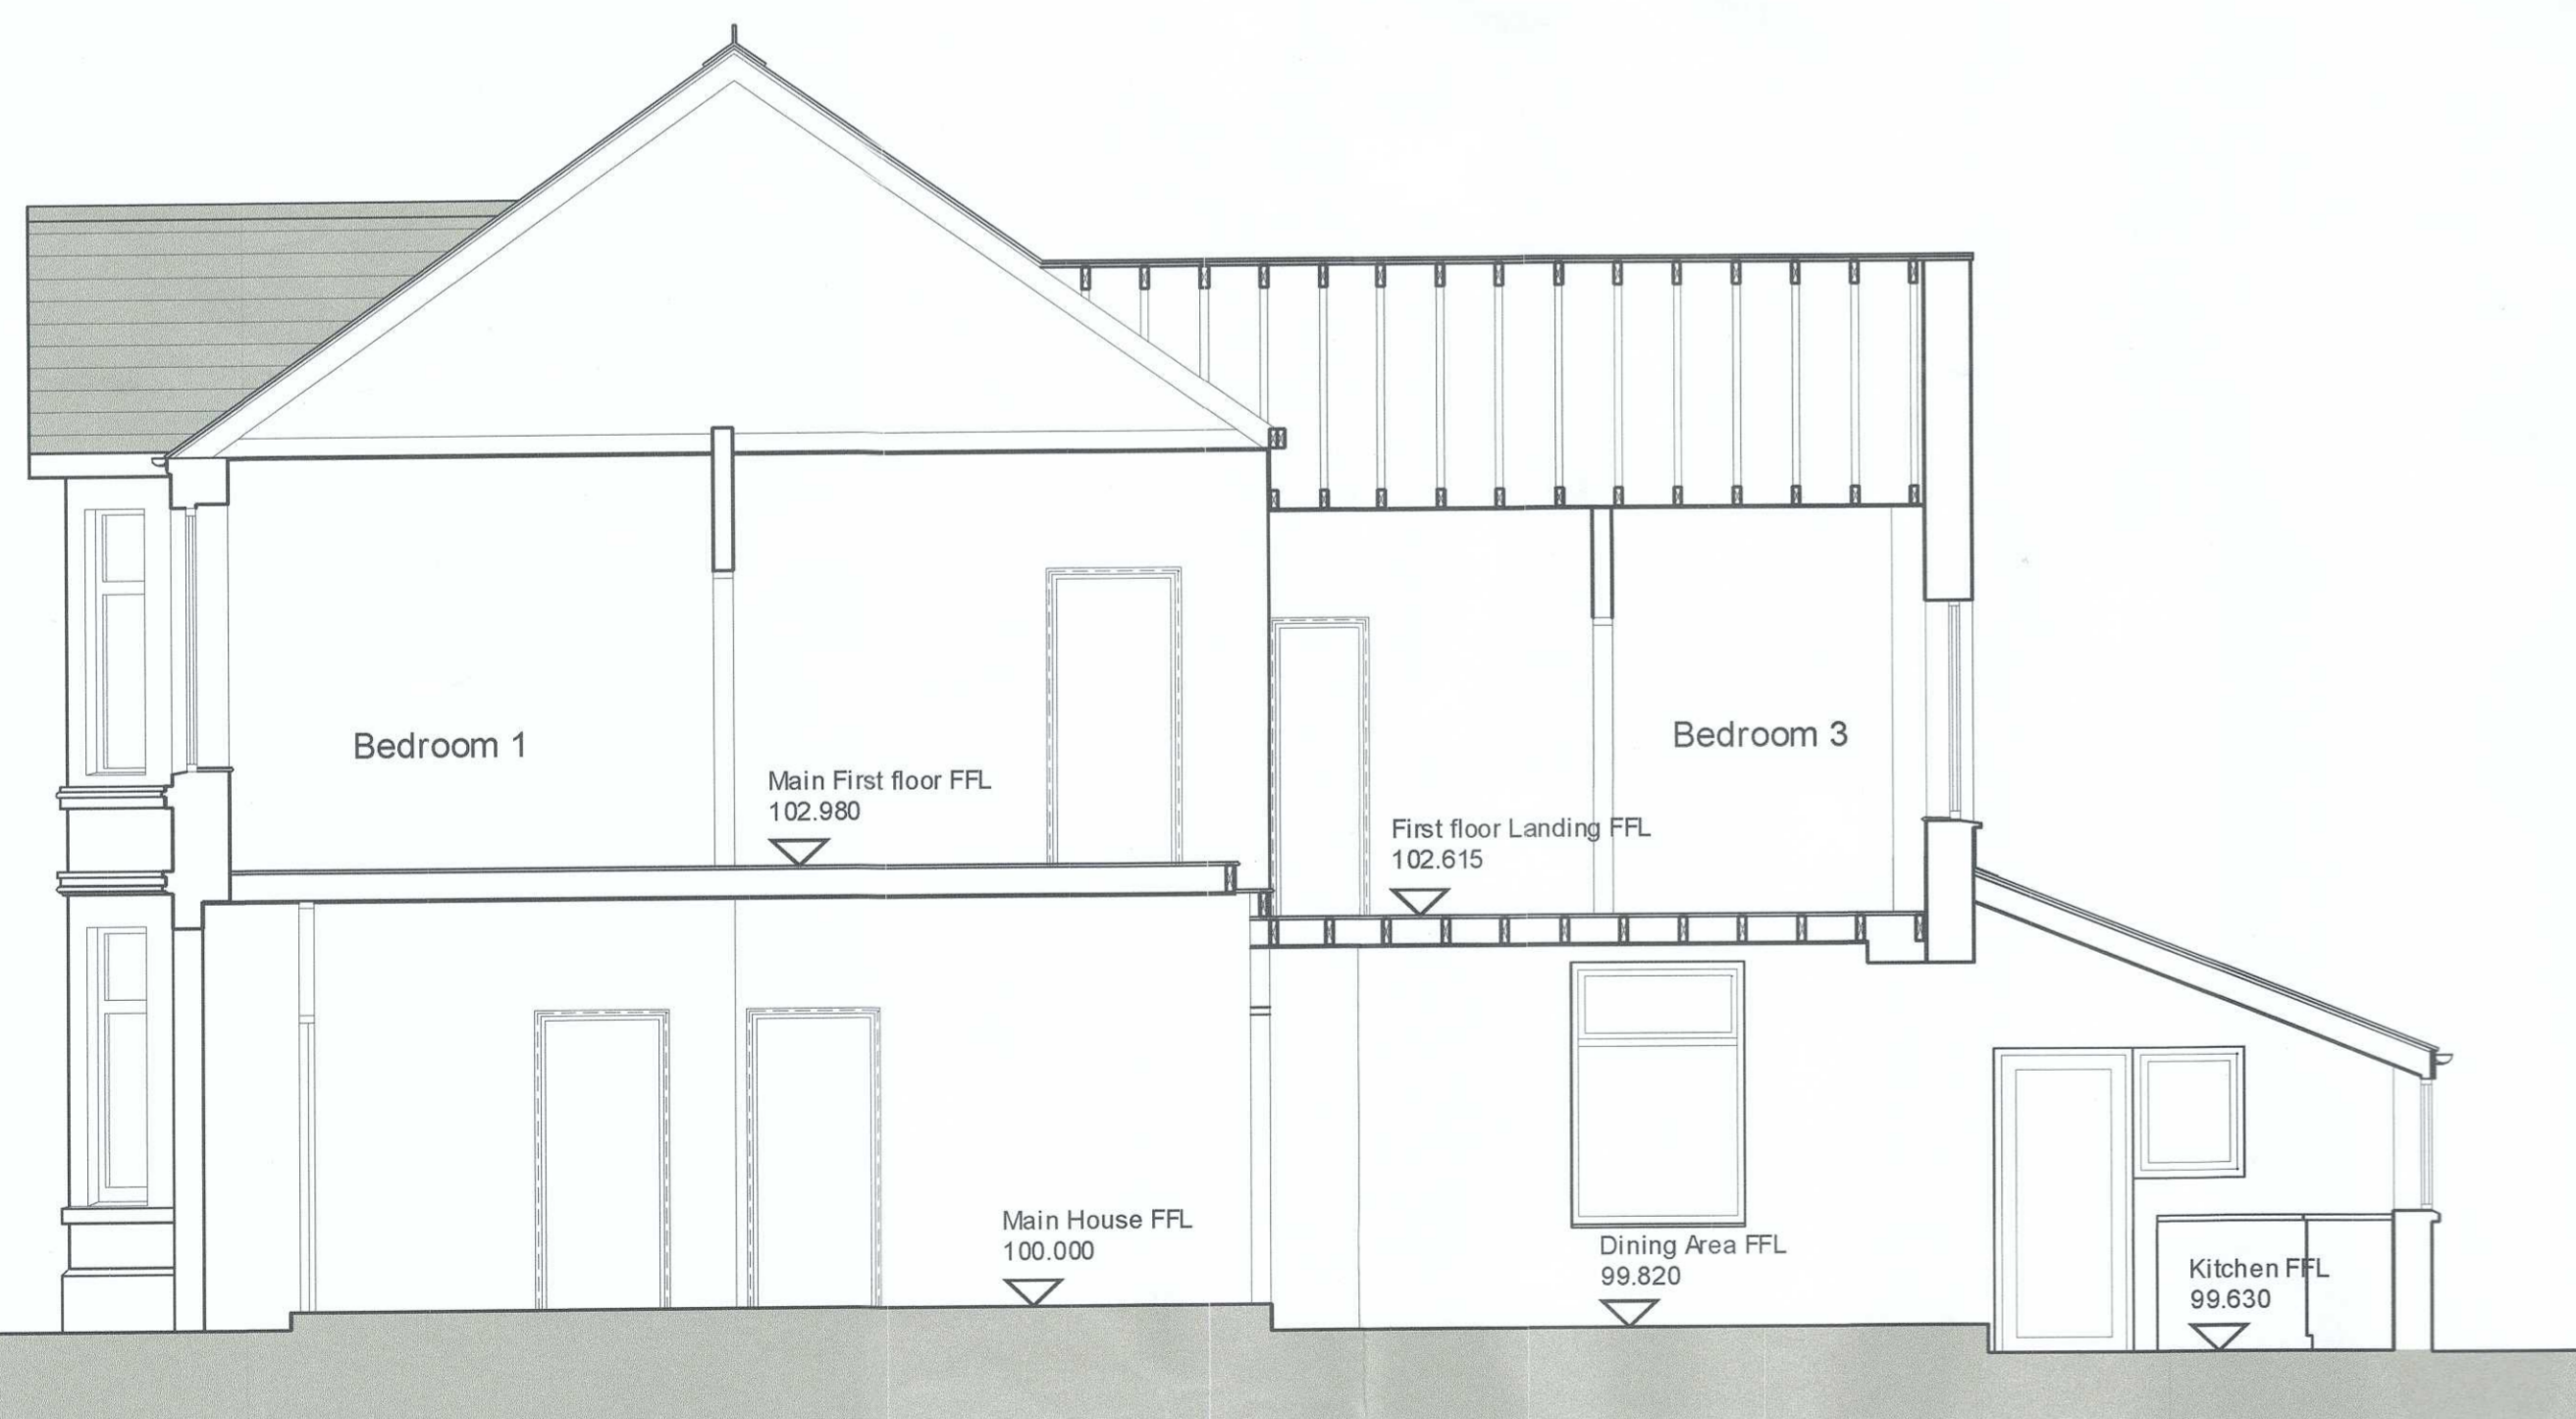 Bedroom 1
Main First floor FFL
102.980
Bedroom 3
First floor Landing FFL
102.615
Main House FFL
100.000
Dining Area FFL
99.820
Kitchen FFL
99.630